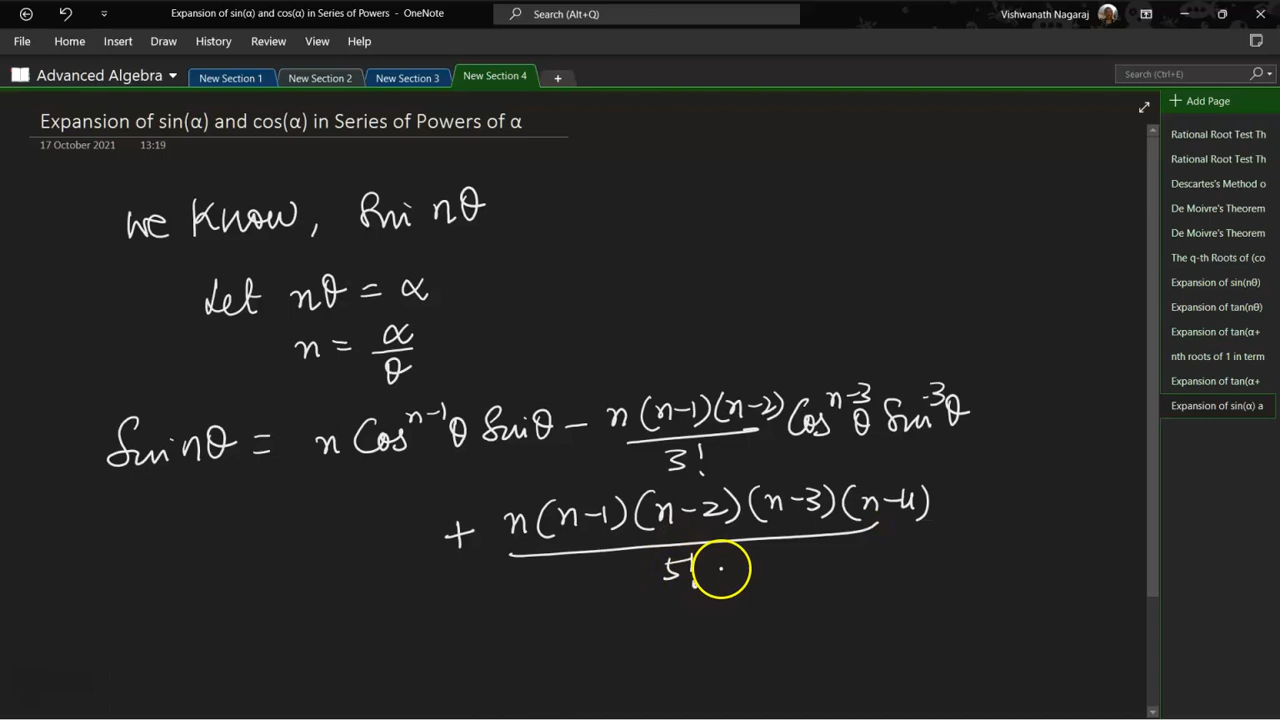 Expansion of sin(α) and cos(α) in Series of Powers of α - OneNote
Search (Alt+Q)
Vishwanath Nagaraj
File Home Insert Draw History Review View Help
Advanced Algebra
New Section 1 New Section 2 New Section 3 New Section 4 +
Search (Ctrl+E)
Add Page
Expansion of sin(α) and cos(α) in Series of Powers of α
17 October 2021 13:19
we know, Sin nθ
Let nθ = α
n = α/θ
Sin nθ = n Cos^{n-1}θ Sinθ - n(n-1)(n-2)/3! Cos^{n-3}θ Sin^{-3}θ
+ n(n-1)(n-2)(n-3)(n-4)/5!
Rational Root Test Th
Rational Root Test Th
Descartes's Method o
De Moivre's Theorem
De Moivre's Theorem
The q-th Roots of (co
Expansion of sin(nθ)
Expansion of tan(nθ)
Expansion of tan(α+
nth roots of 1 in term
Expansion of tan(α+
Expansion of sin(α) a